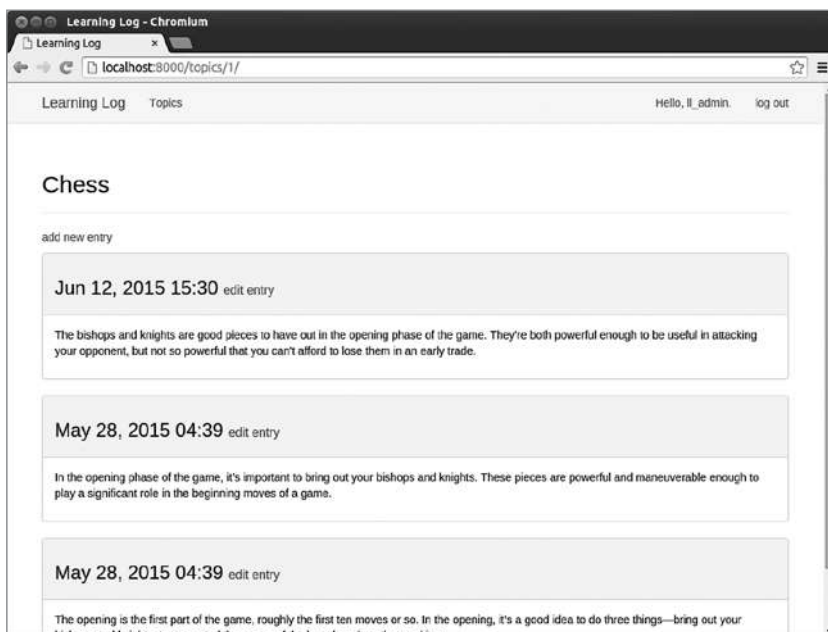 Learning Log - Chromium
Learning Log
localhost:8000/topics/1/
Learning Log Topics Hello, ll_admin. log out
Chess
add new entry
Jun 12, 2015 15:30 edit entry
The bishops and knights are good pieces to have out in the opening phase of the game. They're both powerful enough to be useful in attacking
your opponent, but not so powerful that you can't afford to lose them in an early trade.
May 28, 2015 04:39 edit entry
In the opening phase of the game, it's important to bring out your bishops and knights. These pieces are powerful and maneuverable enough to
play a significant role in the beginning moves of a game.
May 28, 2015 04:39 edit entry
The opening is the first part of the game, roughly the first ten moves or so. In the opening, it's a good idea to do three things—bring out your